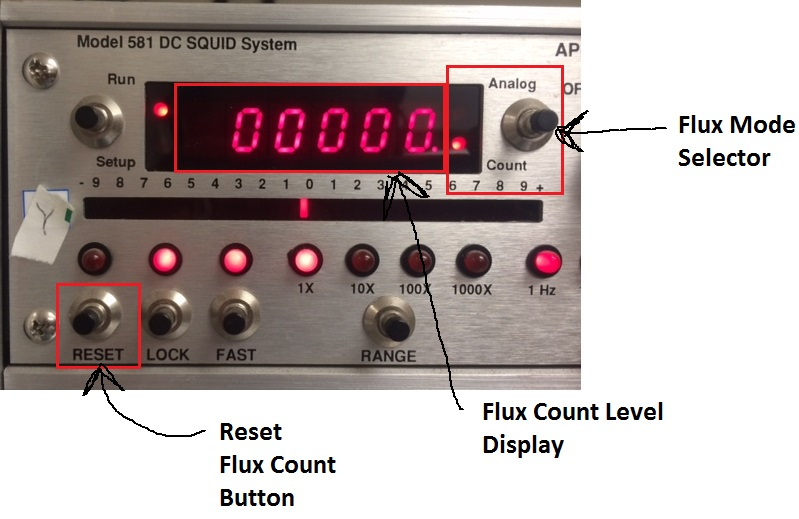 Model 581 DC SQUID System
AP
Run
Analog
OF
00000.
Setup
Count
- 9 8 7 6 5 4 3 2 1 0 1 2 3 4 5 6 7 8 9 +
Y
1X 10X 100X 1000X 1 Hz
RESET LOCK FAST RANGE
Flux Mode
Selector
Flux Count Level
Display
Reset
Flux Count
Button